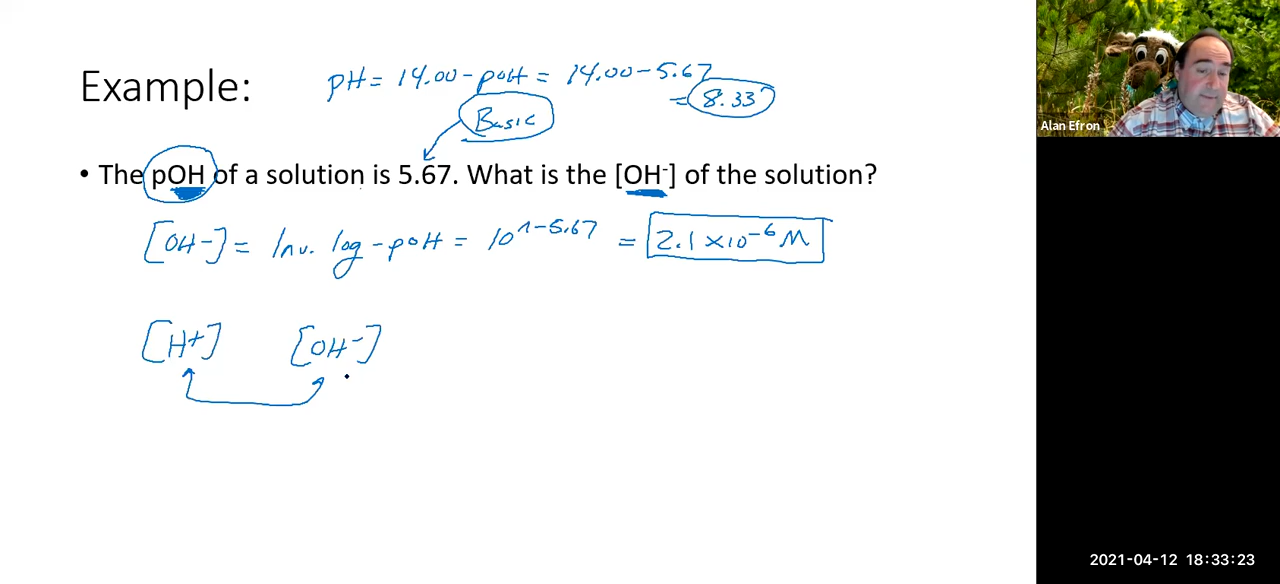 Example:
pH = 14.00 - pOH = 14.00 - 5.67
= 8.33
Basic
• The pOH of a solution is 5.67. What is the [OH-] of the solution?
[OH-] = Inv. log - pOH = 10^-5.67 = 2.1 x 10^-6 M
[H+] [OH-]
Alan Efron
2021-04-12 18:33:23